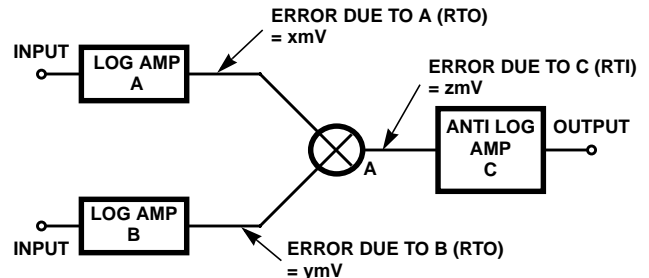 ERROR DUE TO A (RTO)
= xmV
INPUT
LOG AMP
A
ERROR DUE TO C (RTI)
= zmV
ANTI LOG
AMP
C
OUTPUT
A
LOG AMP
B
INPUT
ERROR DUE TO B (RTO)
= ymV